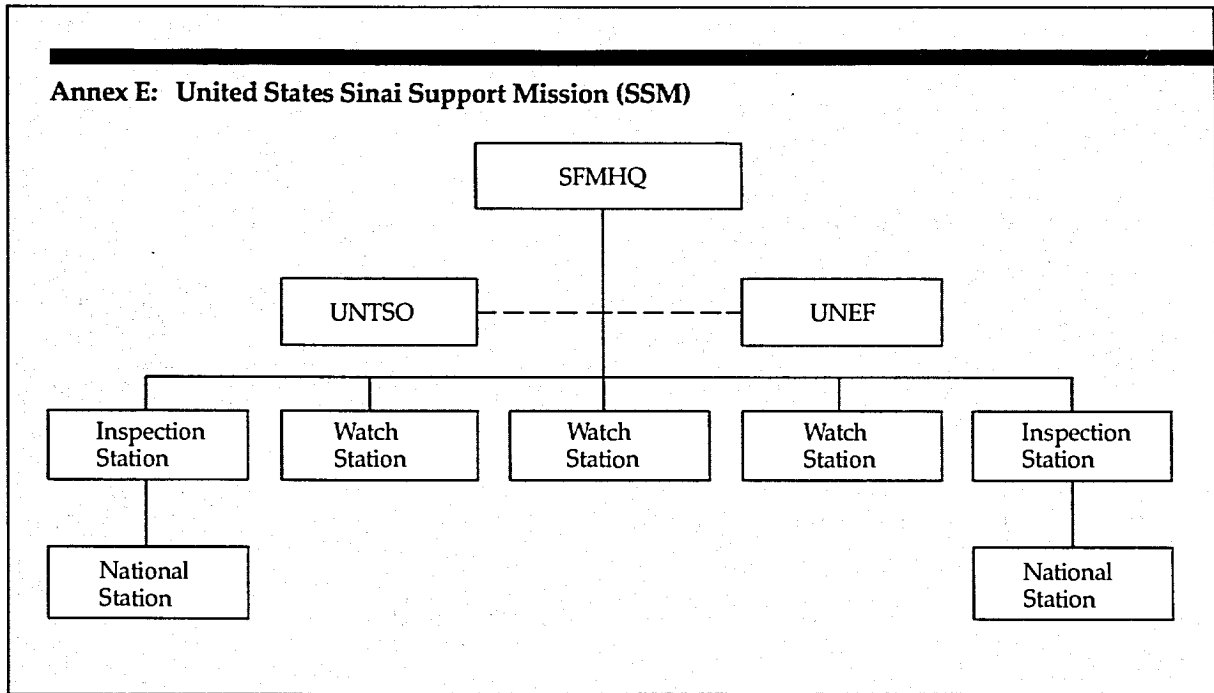 Annex E: United States Sinai Support Mission (SSM)
SFMHQ
UNTSO
UNEF
Inspection
Station
Watch
Station
Watch
Station
Watch
Station
Inspection
Station
National
Station
National
Station